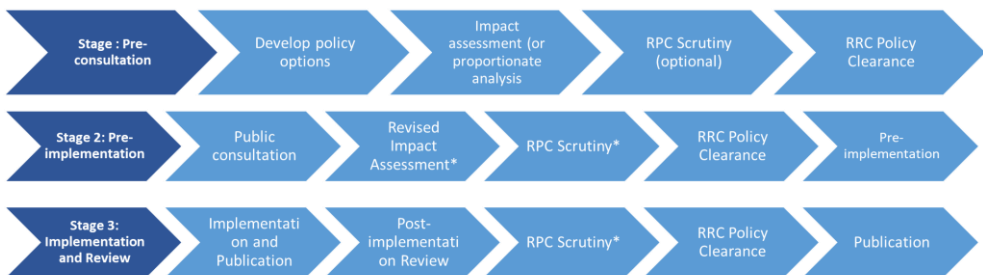 Stage : Pre-
consultation
Develop policy
options
Impact
assessment (or
proportionate
analysis
RPC Scrutiny
(optional)
RRC Policy
Clearance
Stage 2: Pre-
implementation
Public
consultation
Revised
Impact
Assessment*
RPC Scrutiny*
RRC Policy
Clearance
Pre-
implementation
Stage 3:
Implementation
and Review
Implementati
on and
Publication
Post-
implementati
on Review
RPC Scrutiny*
RRC Policy
Clearance
Publication